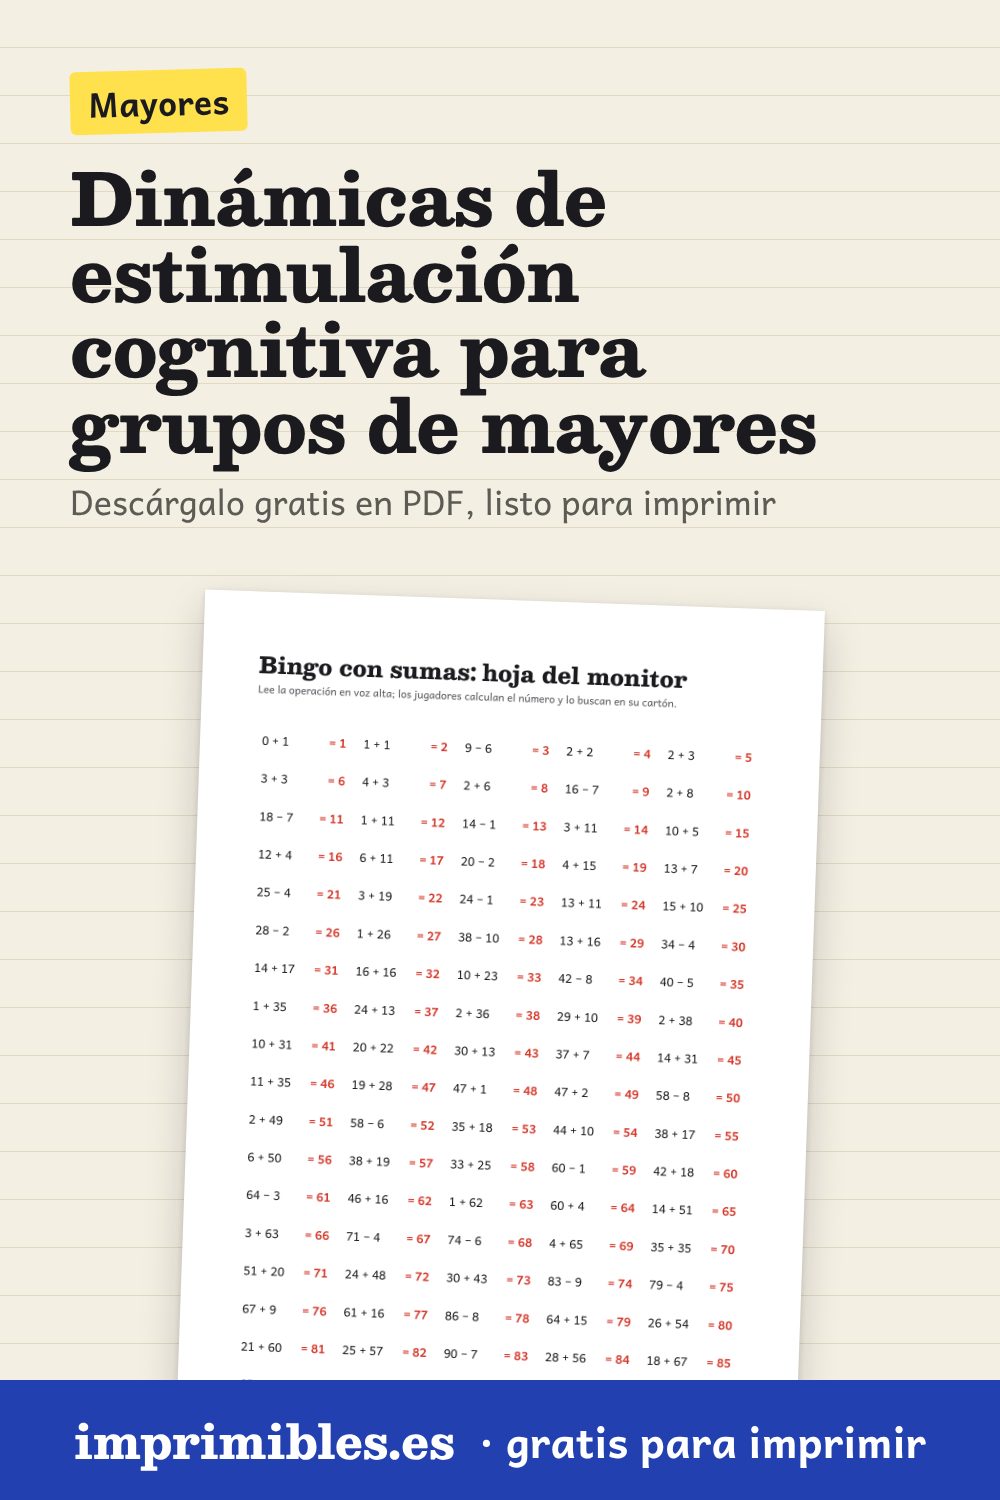 Mayores
Dinámicas de
estimulación
cognitiva para
grupos de mayores
Descárgalo gratis en PDF, listo para imprimir
Bingo con sumas: hoja del monitor
Lee la operación en voz alta; los jugadores calculan el número y lo buscan en su cartón.
0 + 1 = 1 1 + 1 = 2 9 − 6 = 3 2 + 2 = 4 2 + 3 = 5
3 + 3 = 6 4 + 3 = 7 2 + 6 = 8 16 − 7 = 9 2 + 8 = 10
18 − 7 = 11 1 + 11 = 12 14 − 1 = 13 3 + 11 = 14 10 + 5 = 15
12 + 4 = 16 6 + 11 = 17 20 − 2 = 18 4 + 15 = 19 13 + 7 = 20
25 − 4 = 21 3 + 19 = 22 24 − 1 = 23 13 + 11 = 24 15 + 10 = 25
28 − 2 = 26 1 + 26 = 27 38 − 10 = 28 13 + 16 = 29 34 − 4 = 30
14 + 17 = 31 16 + 16 = 32 10 + 23 = 33 42 − 8 = 34 40 − 5 = 35
1 + 35 = 36 24 + 13 = 37 2 + 36 = 38 29 + 10 = 39 2 + 38 = 40
10 + 31 = 41 20 + 22 = 42 30 + 13 = 43 37 + 7 = 44 14 + 31 = 45
11 + 35 = 46 19 + 28 = 47 47 + 1 = 48 47 + 2 = 49 58 − 8 = 50
2 + 49 = 51 58 − 6 = 52 35 + 18 = 53 44 + 10 = 54 38 + 17 = 55
6 + 50 = 56 38 + 19 = 57 33 + 25 = 58 60 − 1 = 59 42 + 18 = 60
64 − 3 = 61 46 + 16 = 62 1 + 62 = 63 60 + 4 = 64 14 + 51 = 65
3 + 63 = 66 71 − 4 = 67 74 − 6 = 68 4 + 65 = 69 35 + 35 = 70
51 + 20 = 71 24 + 48 = 72 30 + 43 = 73 83 − 9 = 74 79 − 4 = 75
67 + 9 = 76 61 + 16 = 77 86 − 8 = 78 64 + 15 = 79 26 + 54 = 80
21 + 60 = 81 25 + 57 = 82 90 − 7 = 83 28 + 56 = 84 18 + 67 = 85
imprimibles.es · gratis para imprimir